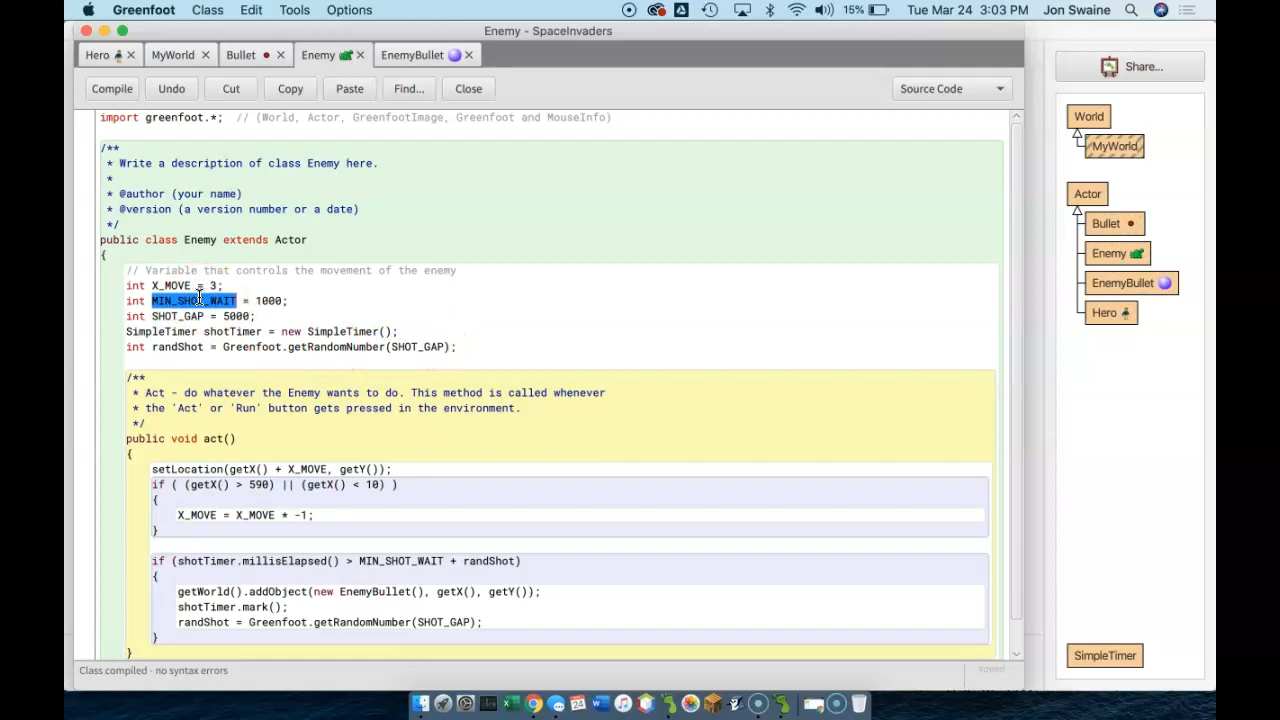 Greenfoot Class Edit Tools Options 15% Tue Mar 24 3:03 PM Jon Swaine
Enemy - SpaceInvaders
Hero MyWorld Bullet Enemy EnemyBullet
Compile Undo Cut Copy Paste Find... Close Source Code
import greenfoot.*; // (World, Actor, GreenfootImage, Greenfoot and MouseInfo)
/**
* Write a description of class Enemy here.
*
* @author (your name)
* @version (a version number or a date)
*/
public class Enemy extends Actor
{
// Variable that controls the movement of the enemy
int X_MOVE = 3;
int MIN_SHOT_WAIT = 1000;
int SHOT_GAP = 5000;
SimpleTimer shotTimer = new SimpleTimer();
int randShot = Greenfoot.getRandomNumber(SHOT_GAP);
/**
* Act - do whatever the Enemy wants to do. This method is called whenever
* the 'Act' or 'Run' button gets pressed in the environment.
*/
public void act()
{
setLocation(getX() + X_MOVE, getY());
if ( (getX() > 590) || (getX() < 10) )
{
X_MOVE = X_MOVE * -1;
}
if (shotTimer.millisElapsed() > MIN_SHOT_WAIT + randShot)
{
getWorld().addObject(new EnemyBullet(), getX(), getY());
shotTimer.mark();
randShot = Greenfoot.getRandomNumber(SHOT_GAP);
}
}
Class compiled - no syntax errors
saved
Share...
World
MyWorld
Actor
Bullet
Enemy
EnemyBullet
Hero
SimpleTimer
24